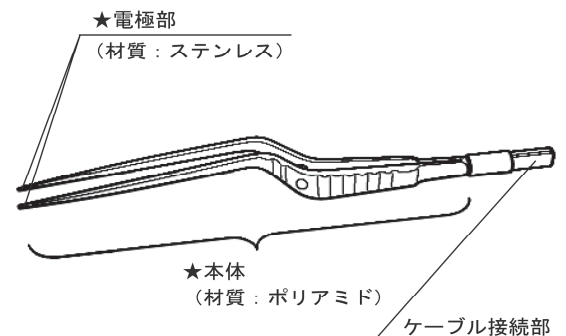 ★電極部
（材質：ステンレス）
★本体
（材質：ポリアミド）
ケーブル接続部